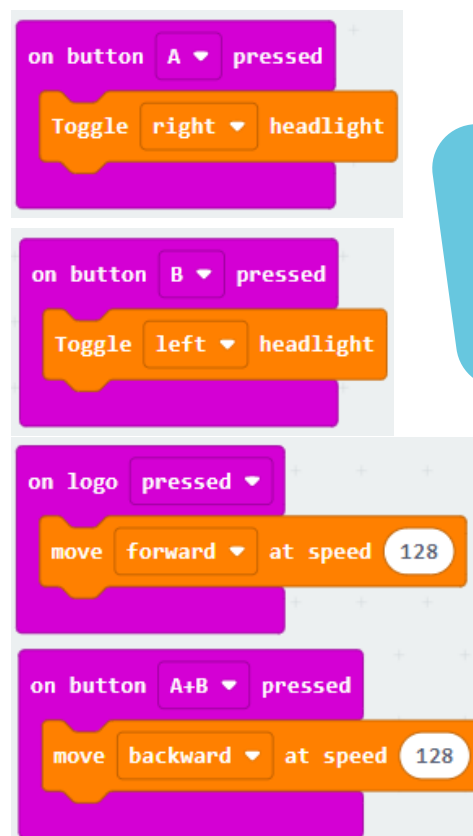 on button A pressed
Toggle right headlight
on button B pressed
Toggle left headlight
on logo pressed
move forward at speed 128
on button A+B pressed
move backward at speed 128